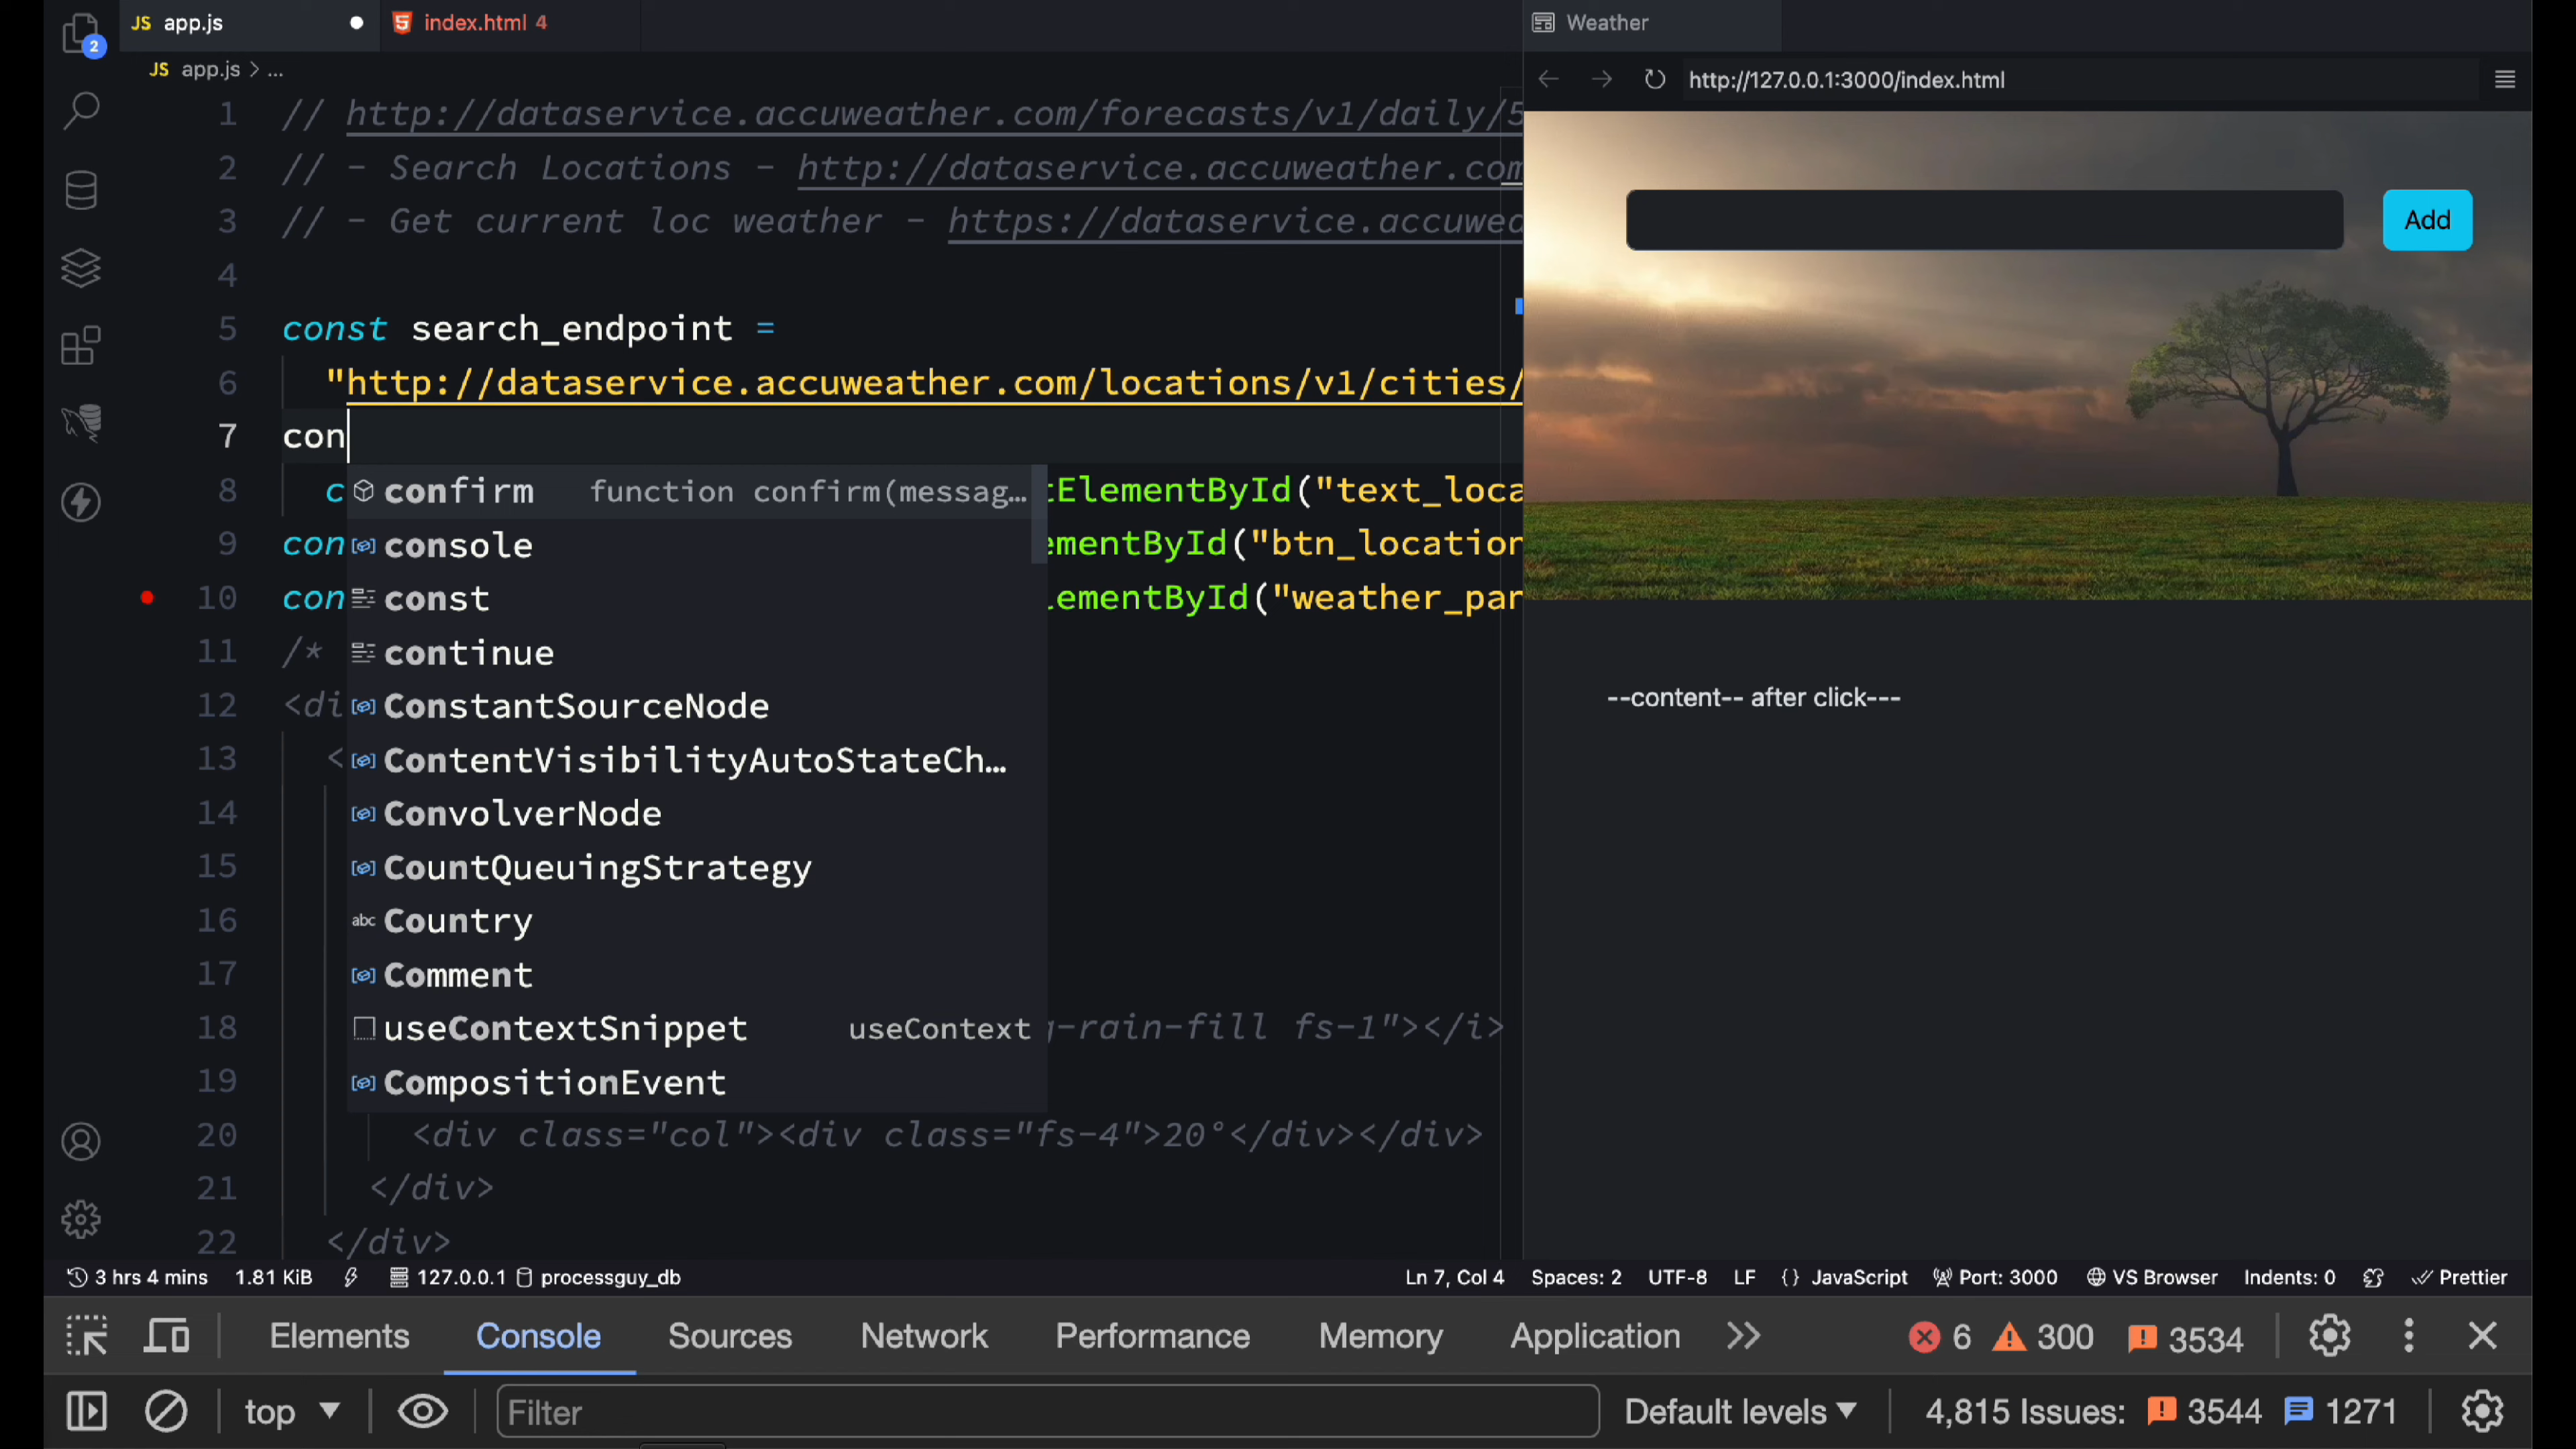 JS app.js
index.html 4
Weather
2
JS app.js > ...
http://127.0.0.1:3000/index.html
1 // http://dataservice.accuweather.com/forecasts/v1/daily/5
2 // - Search Locations - http://dataservice.accuweather.com
3 // - Get current loc weather - https://dataservice.accuwea
4
5 const search_endpoint =
6 "http://dataservice.accuweather.com/locations/v1/cities/
7 con
8 c tElementById("text_loca
9 con ementById("btn_location
10 con lementById("weather_par
11 /*
12 <di
13 <
14
15
16
17
18 g-rain-fill fs-1"></i>
19
20 <div class="col"><div class="fs-4">20°</div></div>
21 </div>
22 </div>
confirm function confirm(messag...
console
const
continue
ConstantSourceNode
ContentVisibilityAutoStateCh...
ConvolverNode
CountQueuingStrategy
abc Country
Comment
useContextSnippet useContext
CompositionEvent
Add
--content-- after click---
3 hrs 4 mins 1.81 KiB 127.0.0.1 processguy_db Ln 7, Col 4 Spaces: 2 UTF-8 LF {} JavaScript Port: 3000 VS Browser Indents: 0 Prettier
Elements Console Sources Network Performance Memory Application 6 300 3534
top Filter Default levels 4,815 Issues: 3544 1271